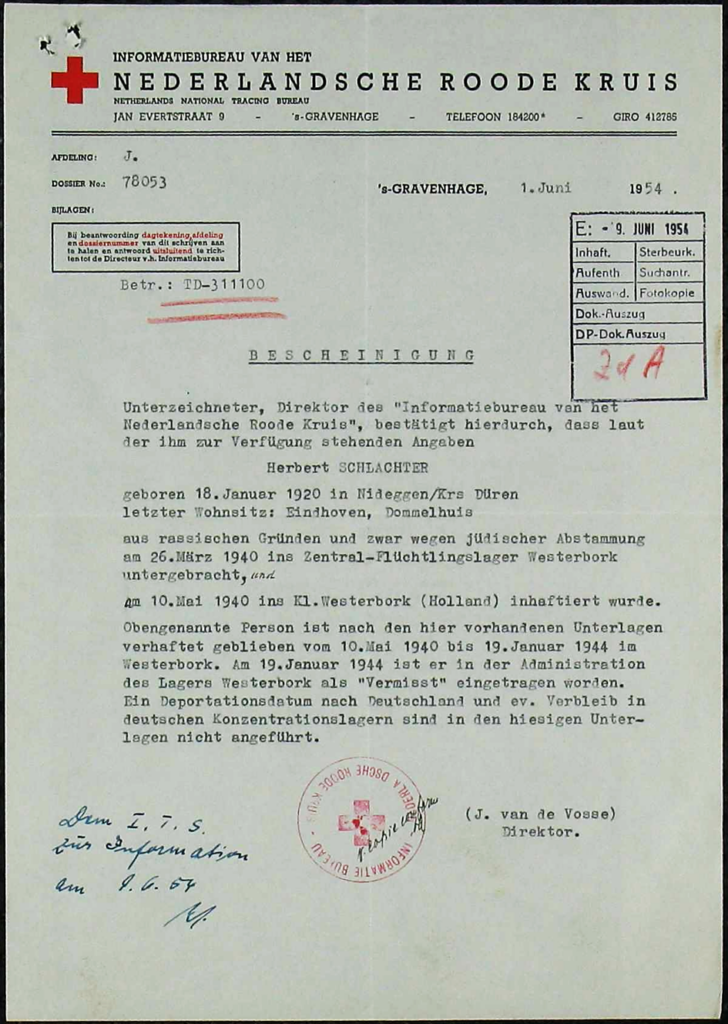 INFORMATIEBUREAU VAN HET
NEDERLANDSCHE ROODE KRUIS
NETHERLANDS NATIONAL TRACING BUREAU
JAN EVERTSTRAAT 9 - 's-GRAVENHAGE - TELEFOON 184200* - GIRO 412785
AFDELING: J.
DOSSIER No.: 78053
's-GRAVENHAGE, 1.Juni 1954.
BIJLAGEN:
Bij beantwoording dagtekening, afdeling
en dossiernummer van dit schrijven aan
te halen en antwoord uitsluitend te rich-
ten tot de Directeur v.h. Informatiebureau
E: - 9. JUNI 1954
Inhaft. Sterbeurk.
Aufenth Suchantr.
Auswand. Fotokopie
Dok.-Auszug
DP-Dok.Auszug
ZdA
Betr.: TD-311100
BESCHEINIGUNG
Unterzeichneter, Direktor des "Informatiebureau van het
Nederlandsche Roode Kruis", bestätigt hierdurch, dass laut
der ihm zur Verfügung stehenden Angaben
Herbert SCHLACHTER
geboren 18.Januar 1920 in Nideggen/Krs Düren
letzter Wohnsitz: Eindhoven, Dommelhuis
aus rassischen Gründen und zwar wegen jüdischer Abstammung
am 26.März 1940 ins Zentral-Flüchtlingslager Westerbork
untergebracht, und
am 10.Mai 1940 ins Kl.Westerbork (Holland) inhaftiert wurde.
Obengenannte Person ist nach den hier vorhandenen Unterlagen
verhaftet geblieben vom 10.Mai 1940 bis 19.Januar 1944 im
Westerbork. Am 19.Januar 1944 ist er in der Administration
des Lagers Westerbork als "Vermisst" eingetragen worden.
Ein Deportationsdatum nach Deutschland und ev. Verbleib in
deutschen Konzentrationslagern sind in den hiesigen Unter-
lagen nicht angeführt.
INFORMATIE BUREAU NEDERLANDSCHE ROODE KRUIS
(J. van de Vosse)
Direktor.
Dem I.T.S.
zur Information
am 9.6.54